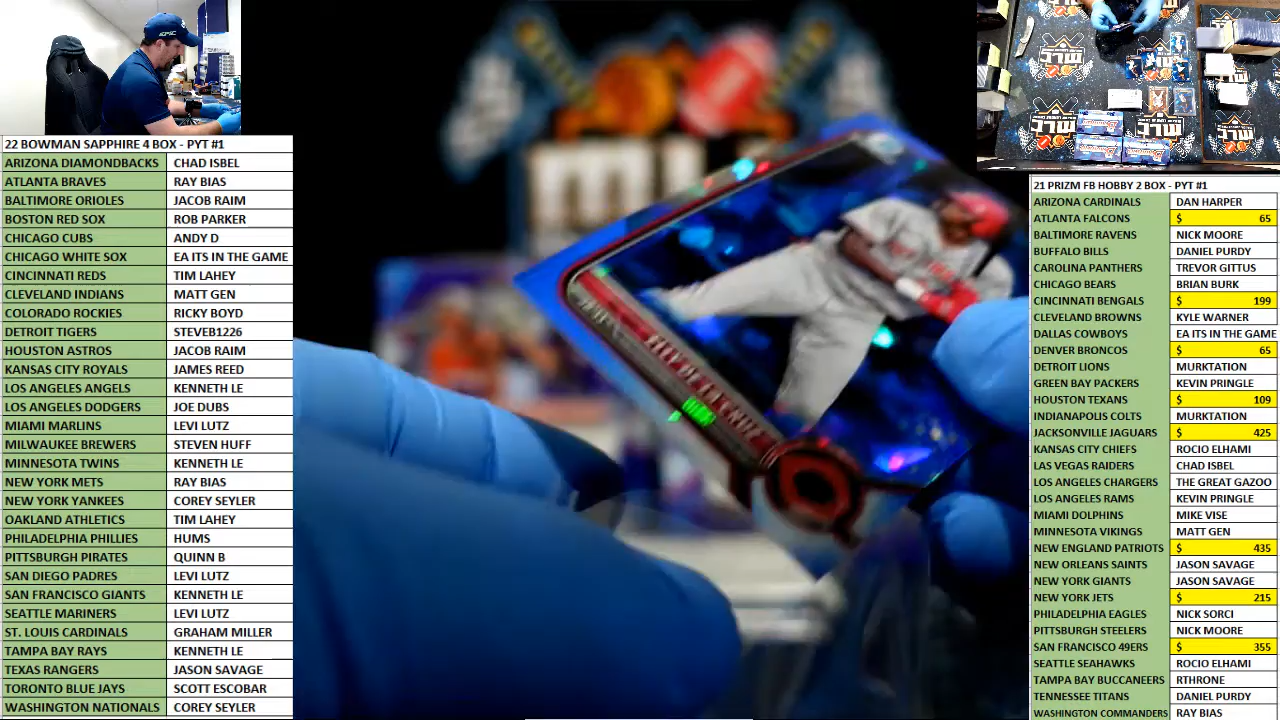 22 BOWMAN SAPPHIRE 4 BOX - PYT #1
ARIZONA DIAMONDBACKS CHAD ISBEL
ATLANTA BRAVES RAY BIAS
BALTIMORE ORIOLES JACOB RAIM
BOSTON RED SOX ROB PARKER
CHICAGO CUBS ANDY D
CHICAGO WHITE SOX EA ITS IN THE GAME
CINCINNATI REDS TIM LAHEY
CLEVELAND INDIANS MATT GEN
COLORADO ROCKIES RICKY BOYD
DETROIT TIGERS STEVEB1226
HOUSTON ASTROS JACOB RAIM
KANSAS CITY ROYALS JAMES REED
LOS ANGELES ANGELS KENNETH LE
LOS ANGELES DODGERS JOE DUBS
MIAMI MARLINS LEVI LUTZ
MILWAUKEE BREWERS STEVEN HUFF
MINNESOTA TWINS KENNETH LE
NEW YORK METS RAY BIAS
NEW YORK YANKEES COREY SEYLER
OAKLAND ATHLETICS TIM LAHEY
PHILADELPHIA PHILLIES HUMS
PITTSBURGH PIRATES QUINN B
SAN DIEGO PADRES LEVI LUTZ
SAN FRANCISCO GIANTS KENNETH LE
SEATTLE MARINERS LEVI LUTZ
ST. LOUIS CARDINALS GRAHAM MILLER
TAMPA BAY RAYS KENNETH LE
TEXAS RANGERS JASON SAVAGE
TORONTO BLUE JAYS SCOTT ESCOBAR
WASHINGTON NATIONALS COREY SEYLER
21 PRIZM FB HOBBY 2 BOX - PYT #1
ARIZONA CARDINALS DAN HARPER
ATLANTA FALCONS $ 65
BALTIMORE RAVENS NICK MOORE
BUFFALO BILLS DANIEL PURDY
CAROLINA PANTHERS TREVOR GITTUS
CHICAGO BEARS BRIAN BURK
CINCINNATI BENGALS $ 199
CLEVELAND BROWNS KYLE WARNER
DALLAS COWBOYS EA ITS IN THE GAME
DENVER BRONCOS $ 65
DETROIT LIONS MURKTATION
GREEN BAY PACKERS KEVIN PRINGLE
HOUSTON TEXANS $ 109
INDIANAPOLIS COLTS MURKTATION
JACKSONVILLE JAGUARS $ 425
KANSAS CITY CHIEFS ROCIO ELHAMI
LAS VEGAS RAIDERS CHAD ISBEL
LOS ANGELES CHARGERS THE GREAT GAZOO
LOS ANGELES RAMS KEVIN PRINGLE
MIAMI DOLPHINS MIKE VISE
MINNESOTA VIKINGS MATT GEN
NEW ENGLAND PATRIOTS $ 435
NEW ORLEANS SAINTS JASON SAVAGE
NEW YORK GIANTS JASON SAVAGE
NEW YORK JETS $ 215
PHILADELPHIA EAGLES NICK SORCI
PITTSBURGH STEELERS NICK MOORE
SAN FRANCISCO 49ERS $ 355
SEATTLE SEAHAWKS ROCIO ELHAMI
TAMPA BAY BUCCANEERS RTHRONE
TENNESSEE TITANS DANIEL PURDY
WASHINGTON COMMANDERS RAY BIAS